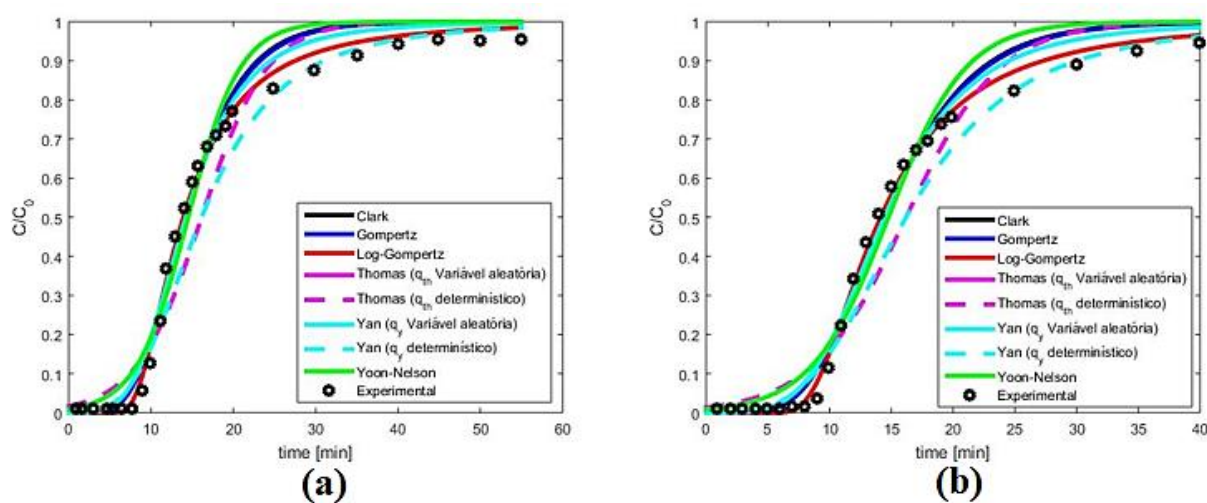 1
0.9
0.8
0.7
0.6
0.5
0.4
0.3
0.2
0.1
0
C/C0
Clark
Gompertz
Log-Gompertz
Thomas (qth Variável aleatória)
Thomas (qth determinístico)
Yan (qy Variável aleatória)
Yan (qy determinístico)
Yoon-Nelson
Experimental
0 10 20 30 40 50 60
time [min]
(a)
1
0.9
0.8
0.7
0.6
0.5
0.4
0.3
0.2
0.1
0
C/C0
Clark
Gompertz
Log-Gompertz
Thomas (qth Variável aleatória)
Thomas (qth determinístico)
Yan (qy Variável aleatória)
Yan (qy determinístico)
Yoon-Nelson
Experimental
0 5 10 15 20 25 30 35 40
time [min]
(b)